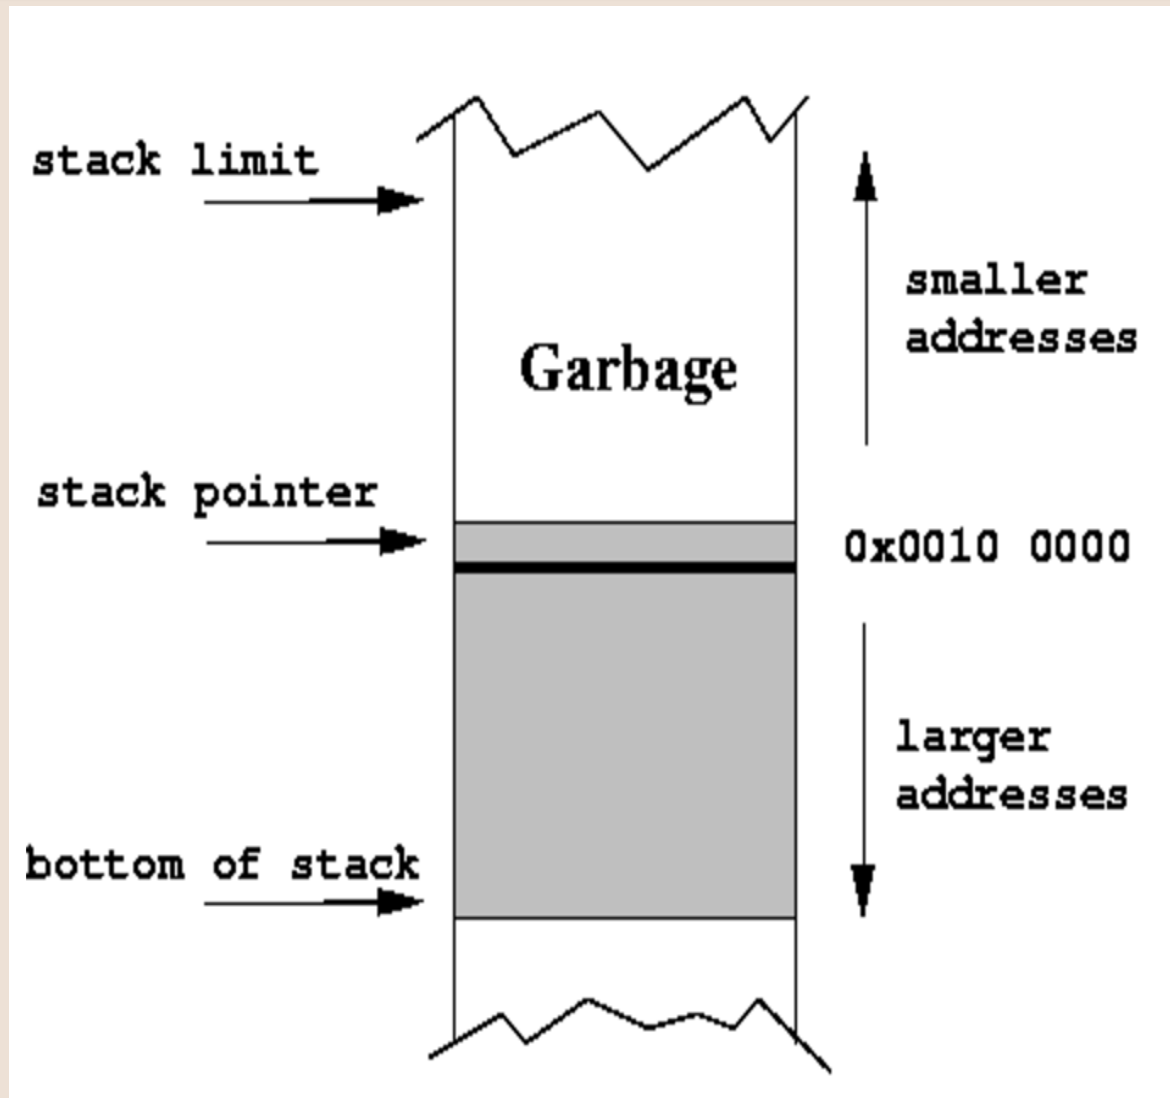 stack limit
smaller
addresses
Garbage
stack pointer
0x0010 0000
larger
addresses
bottom of stack